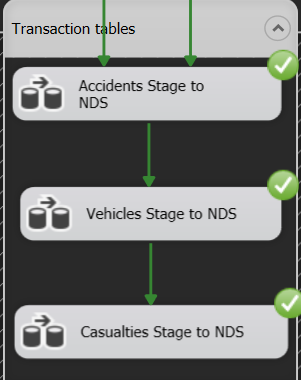 Transaction tables
Accidents Stage to
NDS
Vehicles Stage to NDS
Casualties Stage to NDS